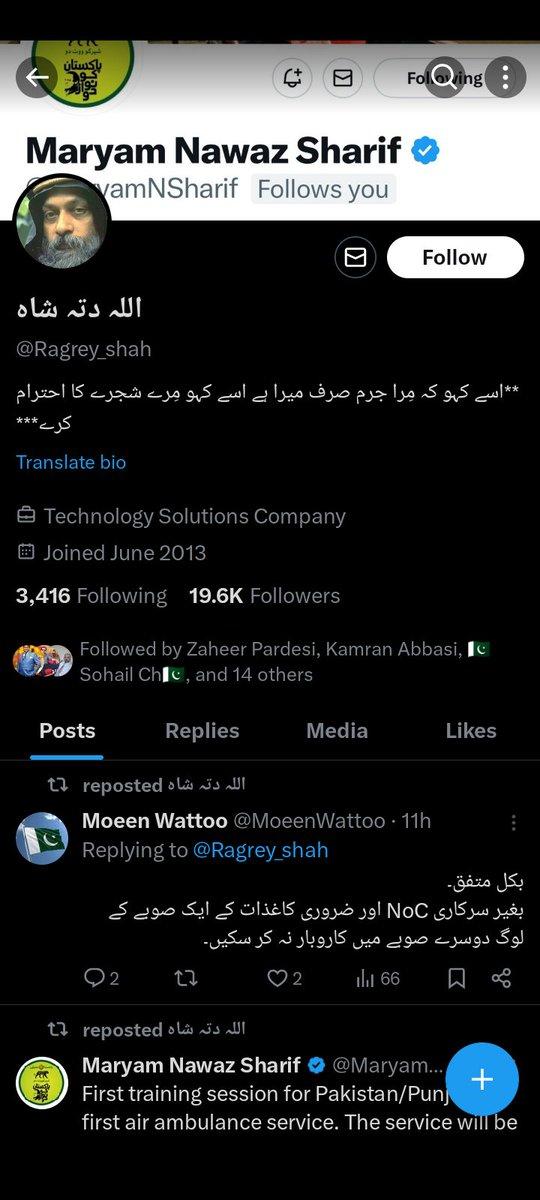 پاکستان کو نواز دو
Following
Maryam Nawaz Sharif
yamNSharif Follows you
Follow
اللہ دتہ شاہ
@Ragrey_shah
**اسے کہو کہ مِرا جرم صرف میرا ہے اسے کہو مِرے شجرے کا احترام
کرے***
Translate bio
Technology Solutions Company
Joined June 2013
3,416 Following 19.6K Followers
Followed by Zaheer Pardesi, Kamran Abbasi, 🇵🇰
Sohail Ch🇵🇰, and 14 others
Posts Replies Media Likes
reposted اللہ دتہ شاہ
Moeen Wattoo @MoeenWattoo · 11h
Replying to @Ragrey_shah
بکل متفق۔
بغیر سرکاری NoC اور ضروری کاغذات کے ایک صوبے کے
لوگ دوسرے صوبے میں کاروبار نہ کر سکیں۔
2 2 66
reposted اللہ دتہ شاہ
Maryam Nawaz Sharif @Maryam...
First training session for Pakistan/Punj
first air ambulance service. The service will be